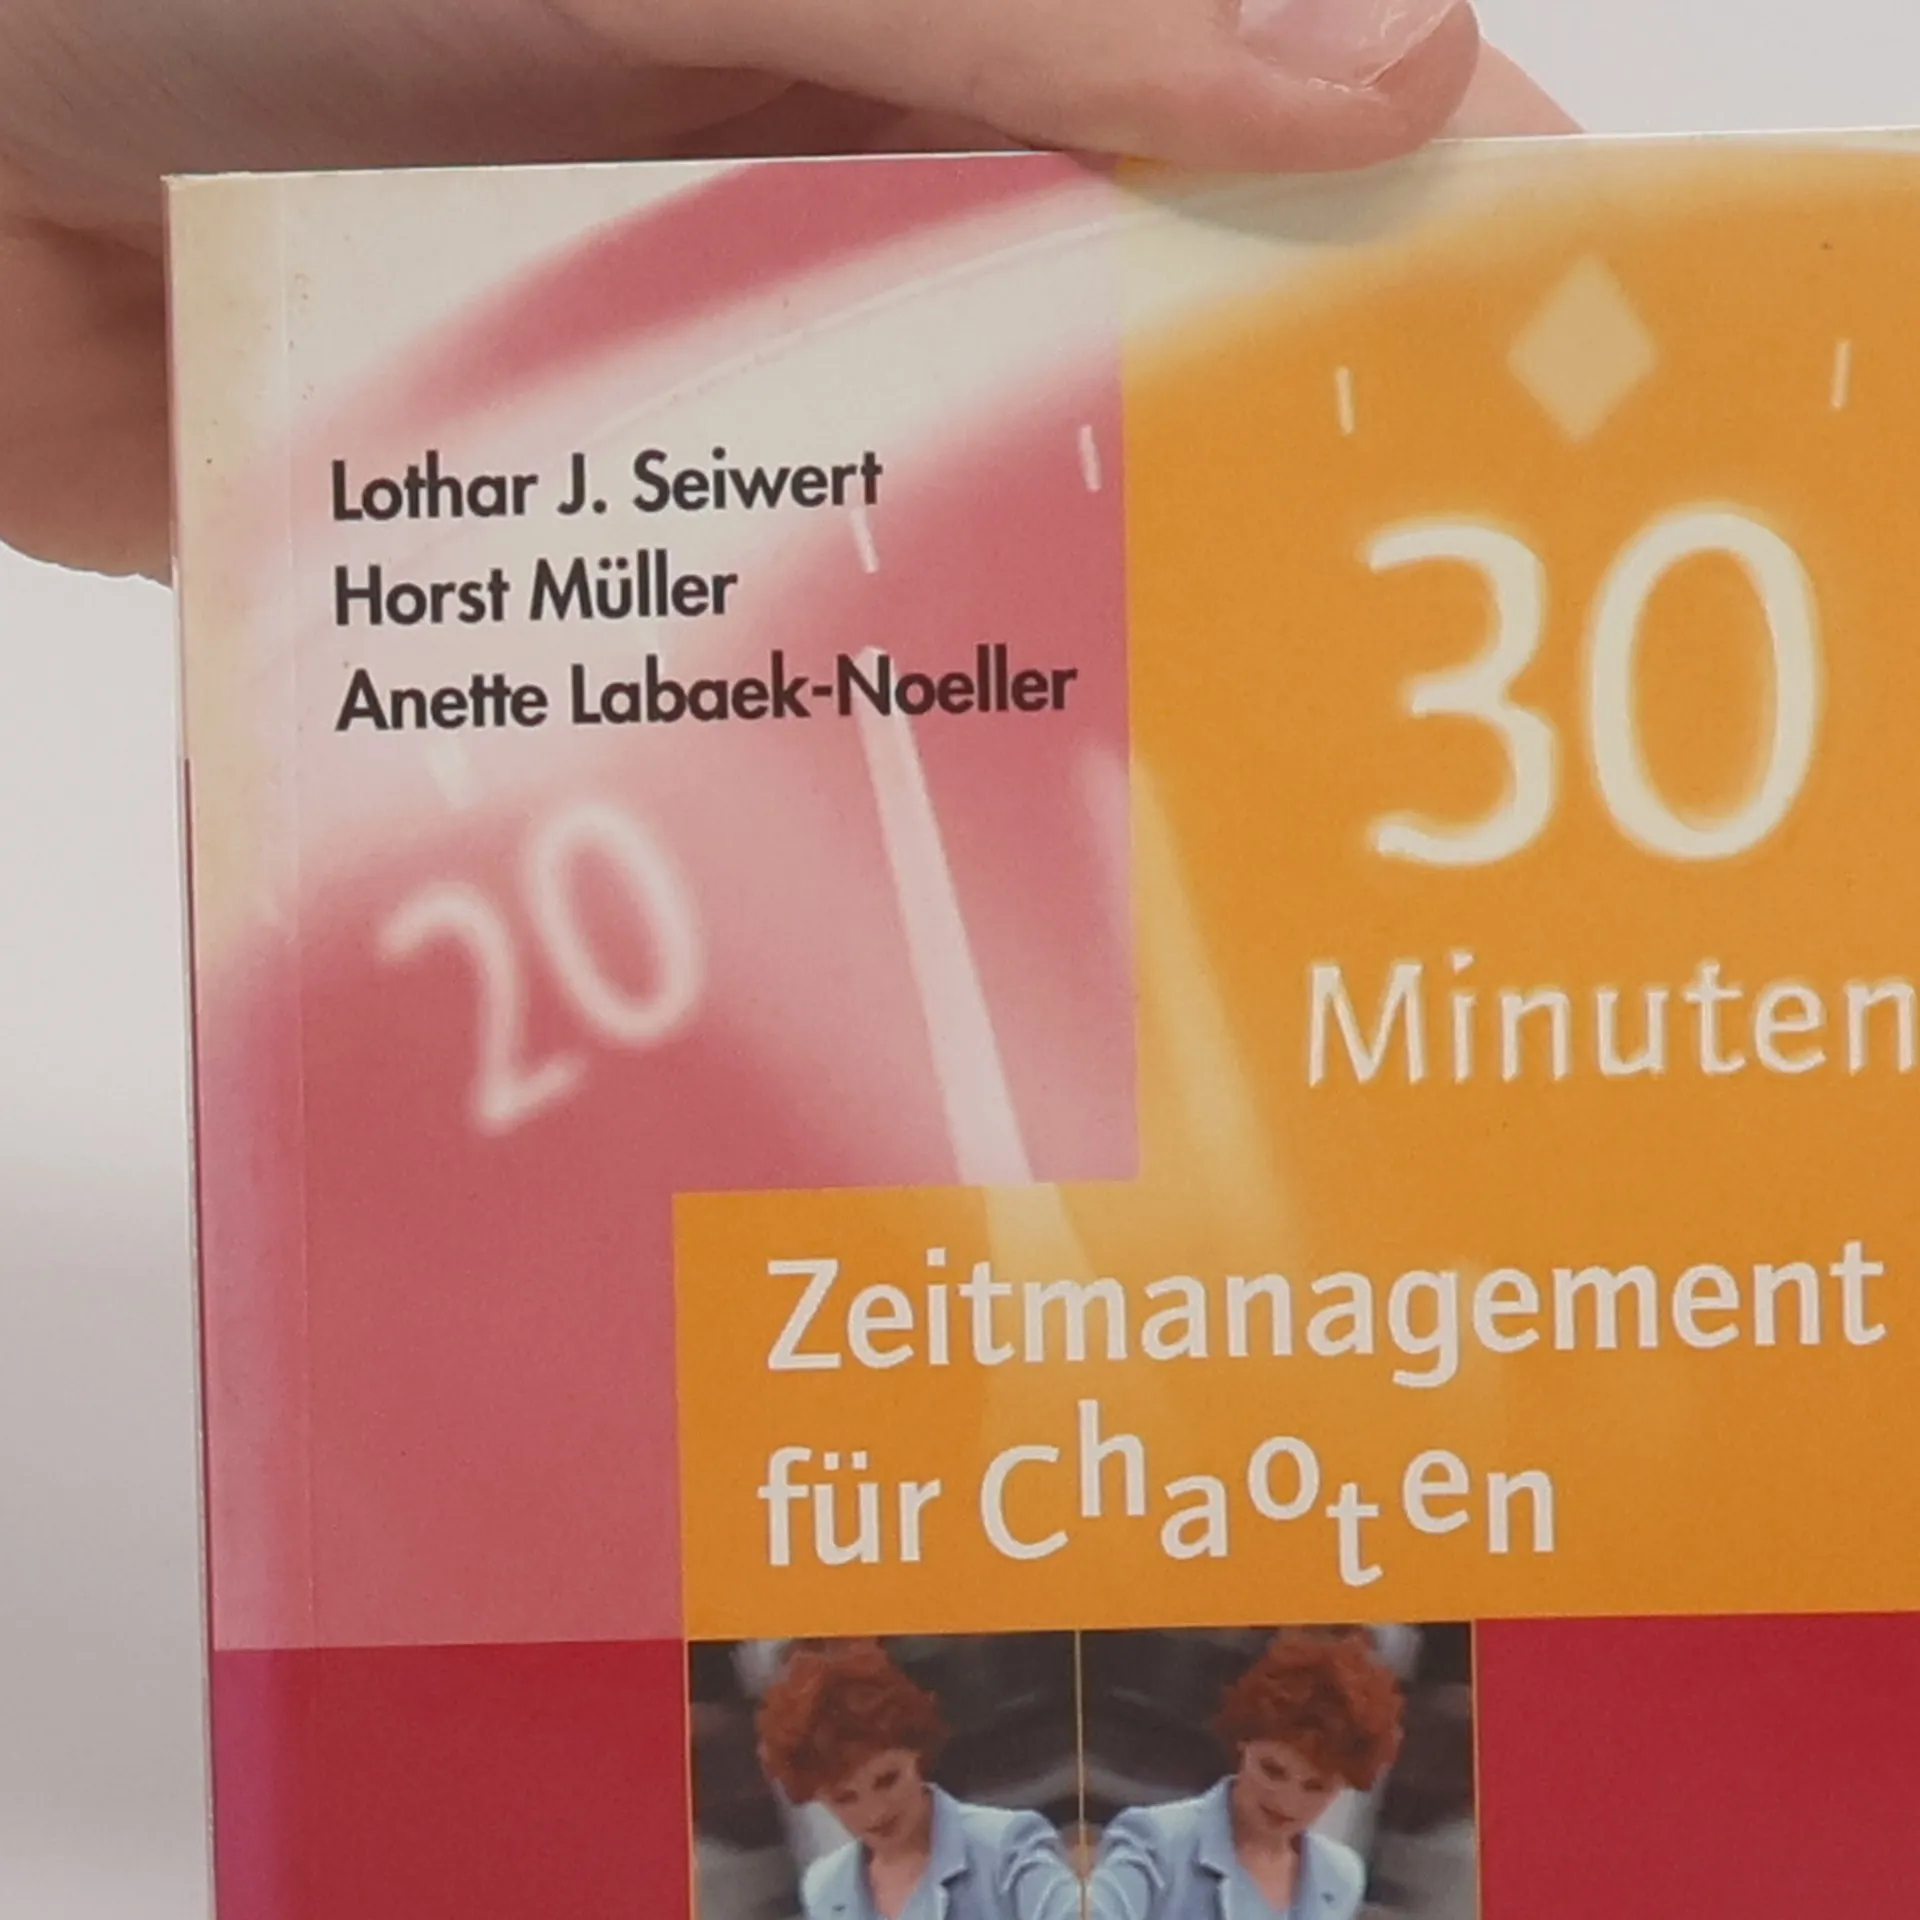 Lothar J. Seiwert
Horst Müller
Anette Labaek-Noeller
20
30
Minuten
Zeitmanagement
für Chaoten